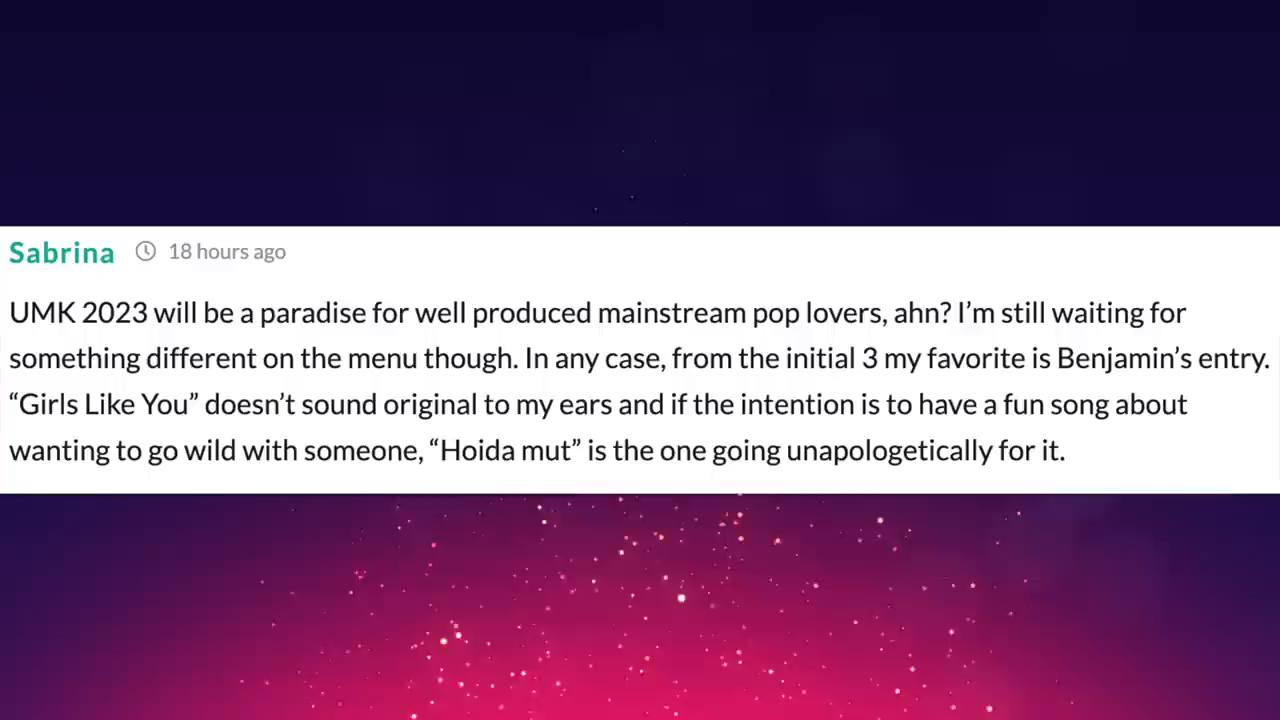 Sabrina 18 hours ago
UMK 2023 will be a paradise for well produced mainstream pop lovers, ahn? I’m still waiting for
something different on the menu though. In any case, from the initial 3 my favorite is Benjamin’s entry.
“Girls Like You” doesn’t sound original to my ears and if the intention is to have a fun song about
wanting to go wild with someone, “Hoida mut” is the one going unapologetically for it.